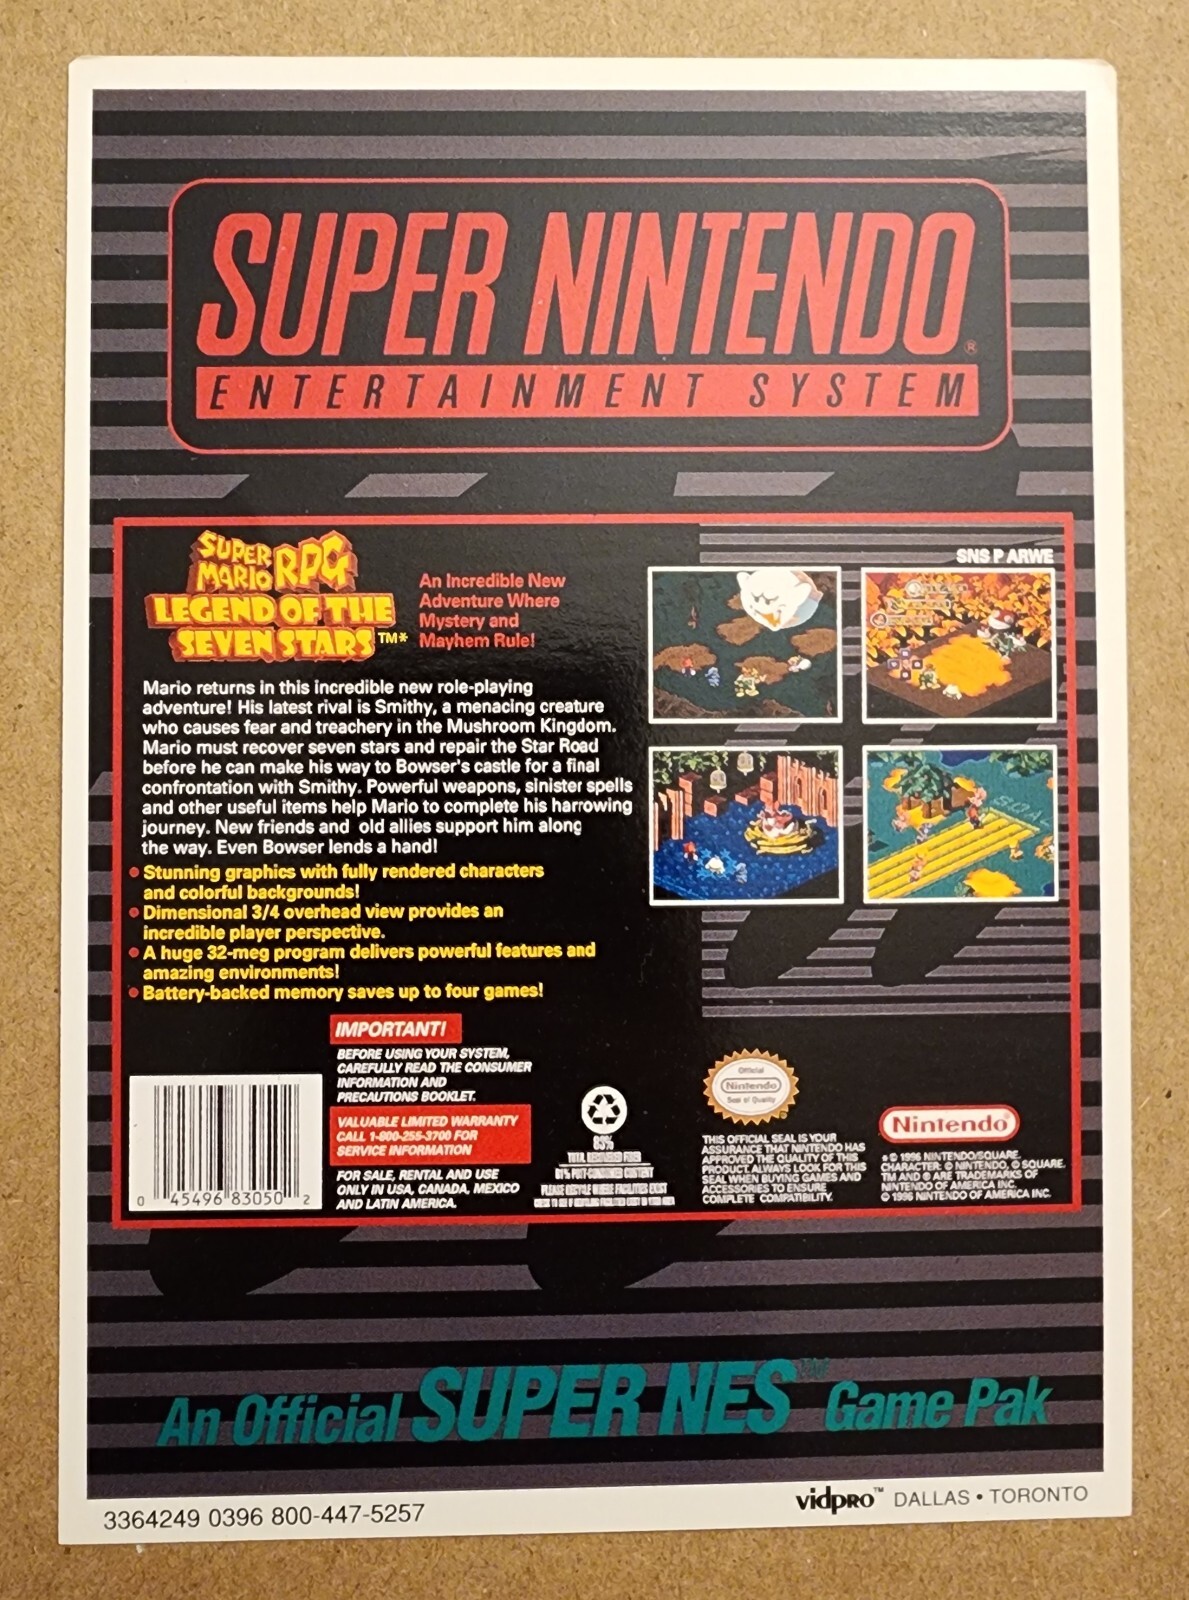 SUPER NINTENDO®
ENTERTAINMENT SYSTEM
SUPER
MARIO RPG
LEGEND OF THE
SEVEN STARS™*
An Incredible New
Adventure Where
Mystery and
Mayhem Rule!
SNS P ARWE
Mario returns in this incredible new role-playing
adventure! His latest rival is Smithy, a menacing creature
who causes fear and treachery in the Mushroom Kingdom.
Mario must recover seven stars and repair the Star Road
before he can make his way to Bowser's castle for a final
confrontation with Smithy. Powerful weapons, sinister spells
and other useful items help Mario to complete his harrowing
journey. New friends and old allies support him along
the way. Even Bowser lends a hand!
• Stunning graphics with fully rendered characters
and colorful backgrounds!
• Dimensional 3/4 overhead view provides an
incredible player perspective.
• A huge 32-meg program delivers powerful features and
amazing environments!
• Battery-backed memory saves up to four games!
IMPORTANT!
BEFORE USING YOUR SYSTEM,
CAREFULLY READ THE CONSUMER
INFORMATION AND
PRECAUTIONS BOOKLET.
VALUABLE LIMITED WARRANTY
CALL 1-800-255-3700 FOR
SERVICE INFORMATION
FOR SALE, RENTAL AND USE
ONLY IN USA, CANADA, MEXICO
AND LATIN AMERICA.
0 45496 83050 2
TOTAL RECOVERED FIBER
POST-CONSUMER CONTENT
PLEASE RECYCLE WHERE FACILITIES EXIST
Official
Nintendo
Seal of Quality
THIS OFFICIAL SEAL IS YOUR
ASSURANCE THAT NINTENDO HAS
APPROVED THE QUALITY OF THIS
PRODUCT. ALWAYS LOOK FOR THIS
SEAL WHEN BUYING GAMES AND
ACCESSORIES TO ENSURE
COMPLETE COMPATIBILITY.
Nintendo®
* © 1996 NINTENDO/SQUARE.
CHARACTER: © NINTENDO, © SQUARE.
TM AND ® ARE TRADEMARKS OF
NINTENDO OF AMERICA INC.
© 1996 NINTENDO OF AMERICA INC.
An Official SUPER NES™ Game Pak
3364249 0396 800-447-5257
vidpro™ DALLAS • TORONTO